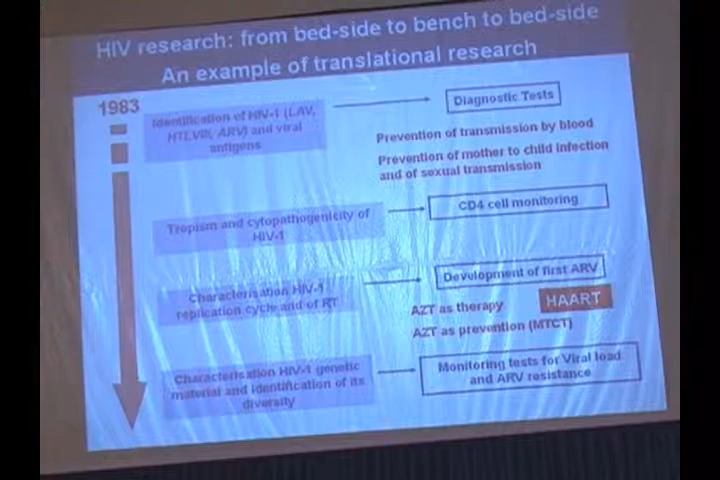 HIV research: from bed-side to bench to bed-side
An example of translational research
1983
Identification of HIV-1 (LAV,
HTLVIII, ARV) and viral
antigens
Diagnostic Tests
Prevention of transmission by blood
Prevention of mother to child infection
and of sexual transmission
Tropism and cytopathogenicity of
HIV-1
CD4 cell monitoring
Characterisation HIV-1
replication cycle and of RT
Development of first ARV
AZT as therapy
HAART
AZT as prevention (MTCT)
Characterisation HIV-1 genetic
material and identification of its
diversity
Monitoring tests for Viral load
and ARV resistance